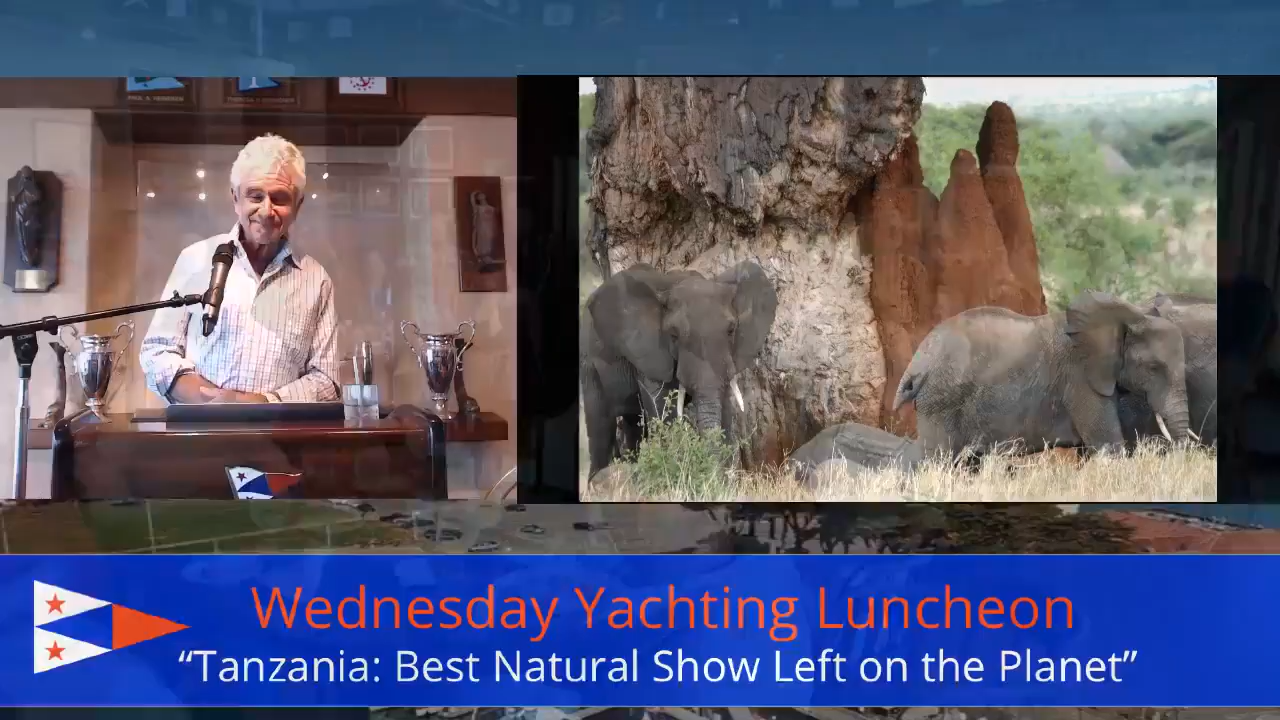 Wednesday Yachting Luncheon
“Tanzania: Best Natural Show Left on the Planet”